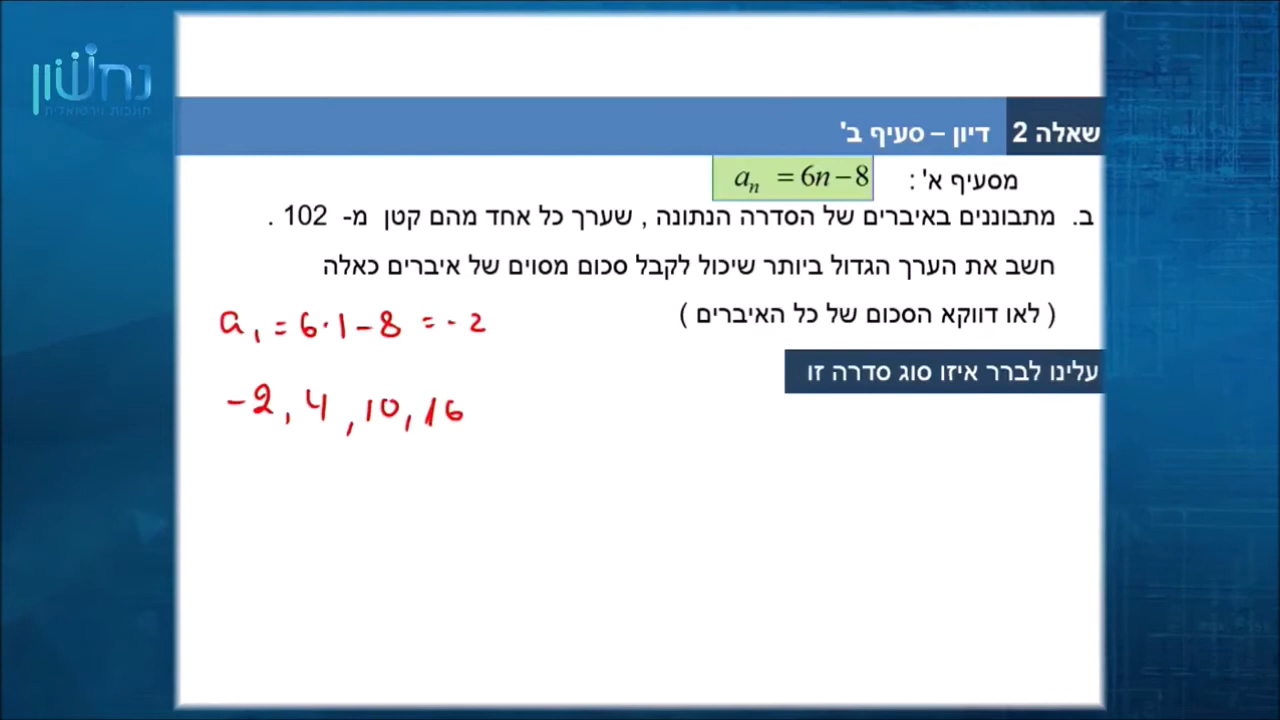 נחשון
חונכות וירטואלית
שאלה 2 דיון – סעיף ב'
מסעיף א' : a_n = 6n − 8
ב. מתבוננים באיברים של הסדרה הנתונה , שערך כל אחד מהם קטן מ- 102 .
חשב את הערך הגדול ביותר שיכול לקבל סכום מסוים של איברים כאלה
( לאו דווקא הסכום של כל האיברים )
a₁ = 6·1 − 8 = -2
עלינו לברר איזו סוג סדרה זו
-2, 4, 10, 16